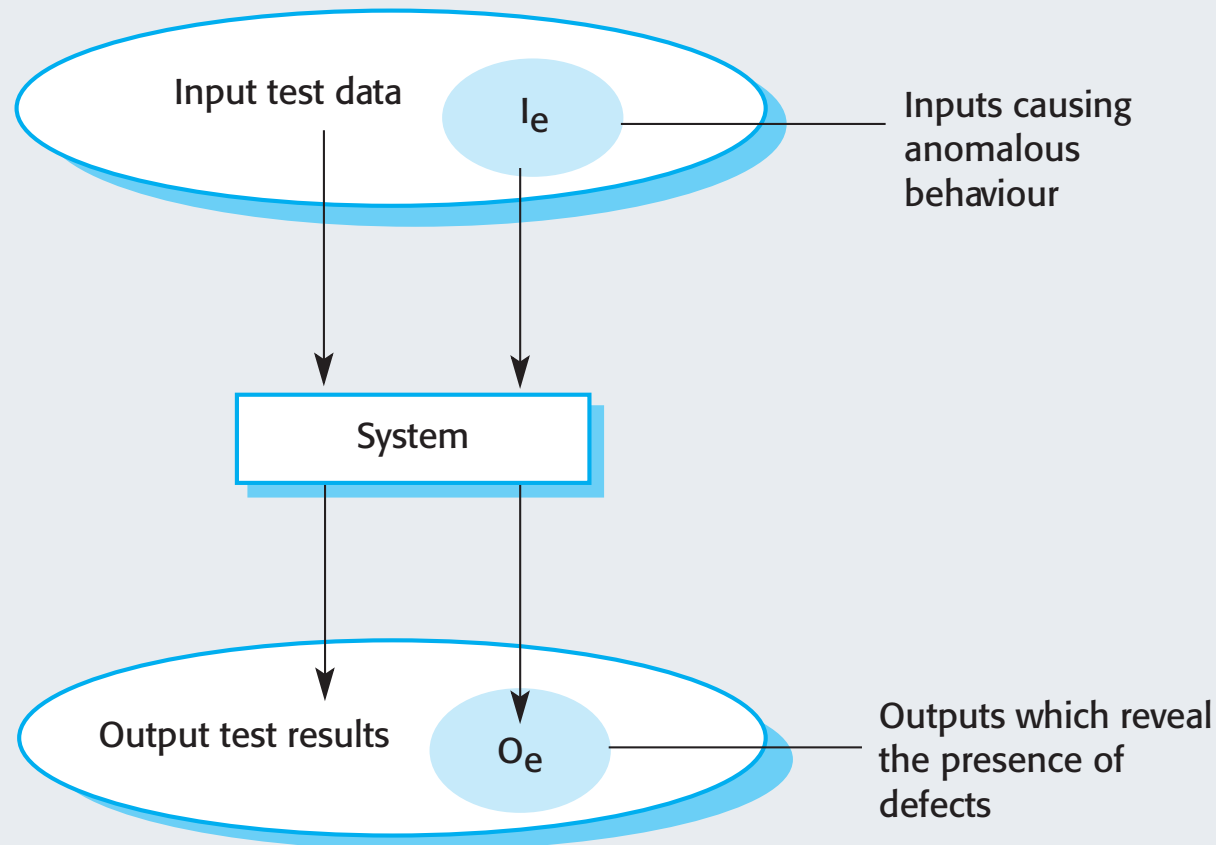 Input test data
Ie
Inputs causing
anomalous
behaviour
System
Output test results
Oe
Outputs which reveal
the presence of
defects